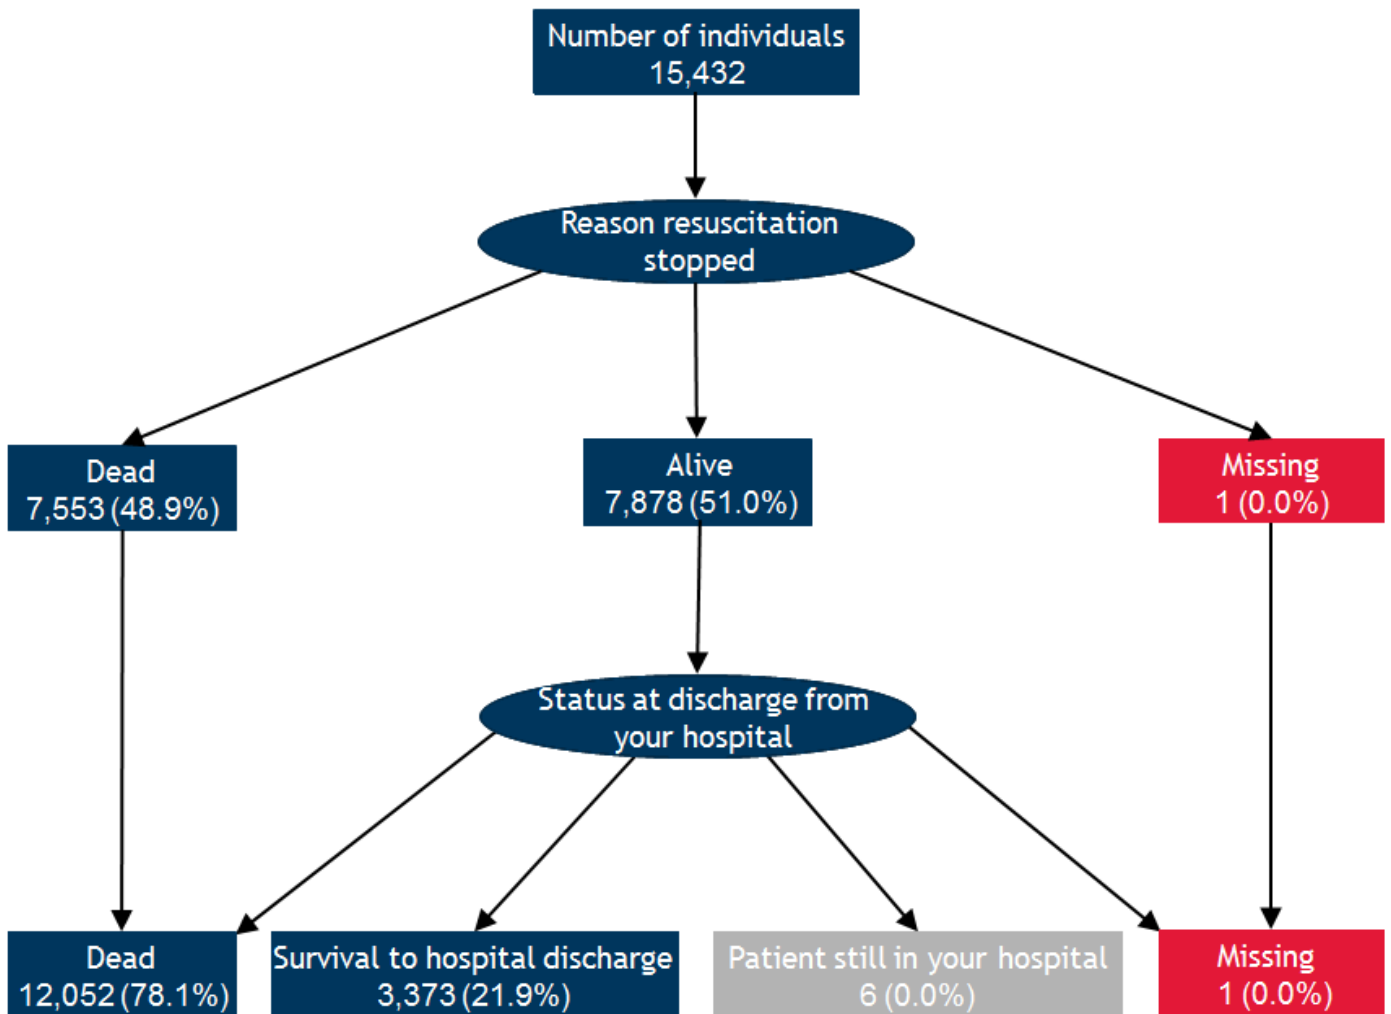 Number of individuals
15,432
Reason resuscitation
stopped
Dead
7,553 (48.9%)
Alive
7,878 (51.0%)
Missing
1 (0.0%)
Status at discharge from
your hospital
Dead
12,052 (78.1%)
Survival to hospital discharge
3,373 (21.9%)
Patient still in your hospital
6 (0.0%)
Missing
1 (0.0%)